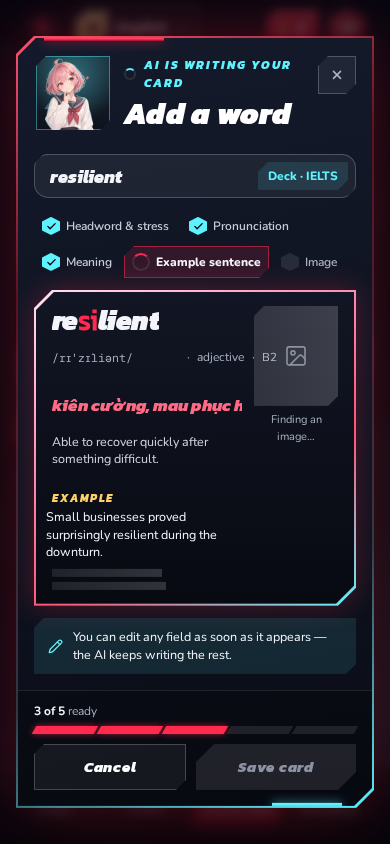 AI IS WRITING YOUR
CARD
Add a word
resilient
Deck · IELTS
Headword & stress
Pronunciation
Meaning
Example sentence
Image
resilient
/rɪˈzɪliənt/ · adjective · B2
kiên cường, mau phục h
Finding an
image...
Able to recover quickly after
something difficult.
EXAMPLE
Small businesses proved
surprisingly resilient during the
downturn.
You can edit any field as soon as it appears —
the AI keeps writing the rest.
3 of 5 ready
Cancel
Save card